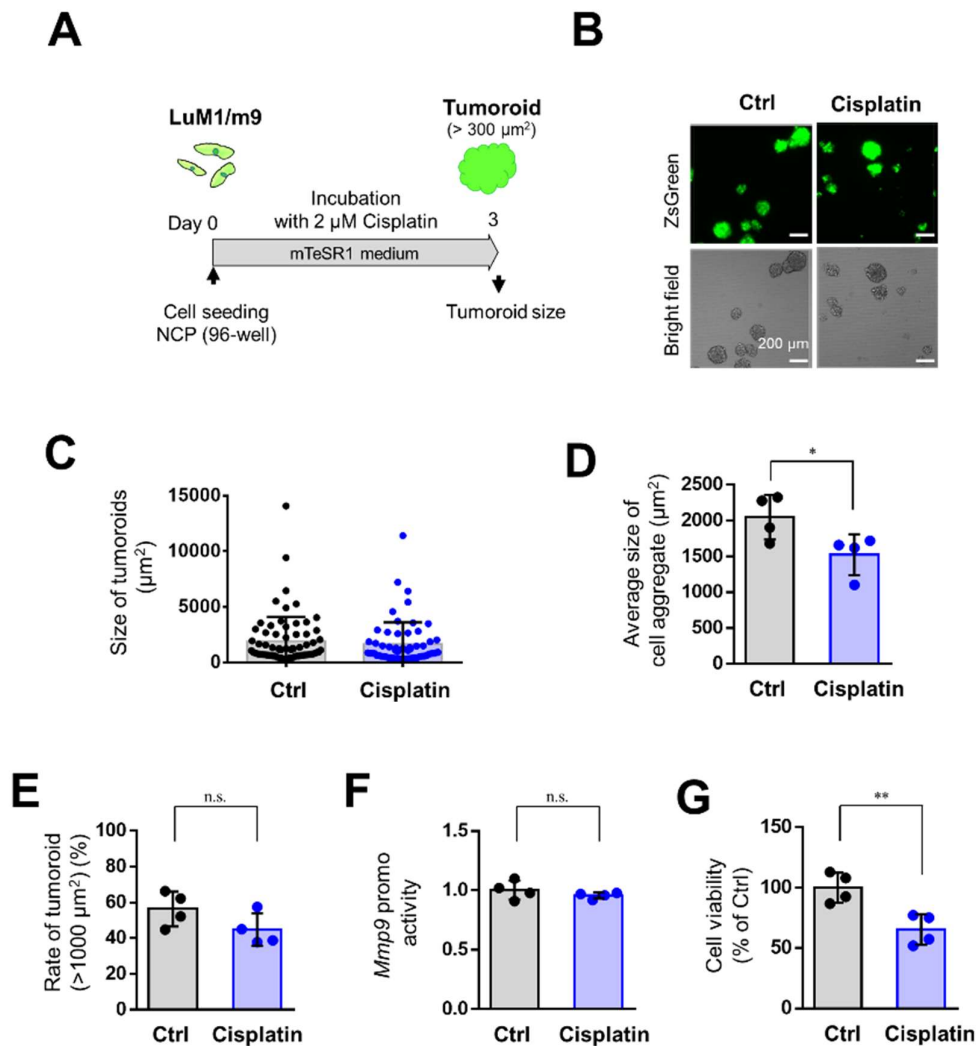 A
LuM1/m9
Tumoroid
(> 300 µm²)
Incubation
with 2 µM Cisplatin
Day 0
3
mTeSR1 medium
Cell seeding
NCP (96-well)
Tumoroid size
B
Ctrl
Cisplatin
ZsGreen
Bright field
200 µm
C
Size of tumoroids
(µm²)
15000
10000
5000
0
Ctrl
Cisplatin
D
*
Average size of
cell aggregate (µm²)
2500
2000
1500
1000
500
0
Ctrl
Cisplatin
E
n.s.
Rate of tumoroid
(>1000 µm²) (%)
100
80
60
40
20
0
Ctrl
Cisplatin
F
n.s.
Mmp9 promo
activity
1.5
1.0
0.5
0.0
Ctrl
Cisplatin
G
**
Cell viability
(% of Ctrl)
150
100
50
0
Ctrl
Cisplatin